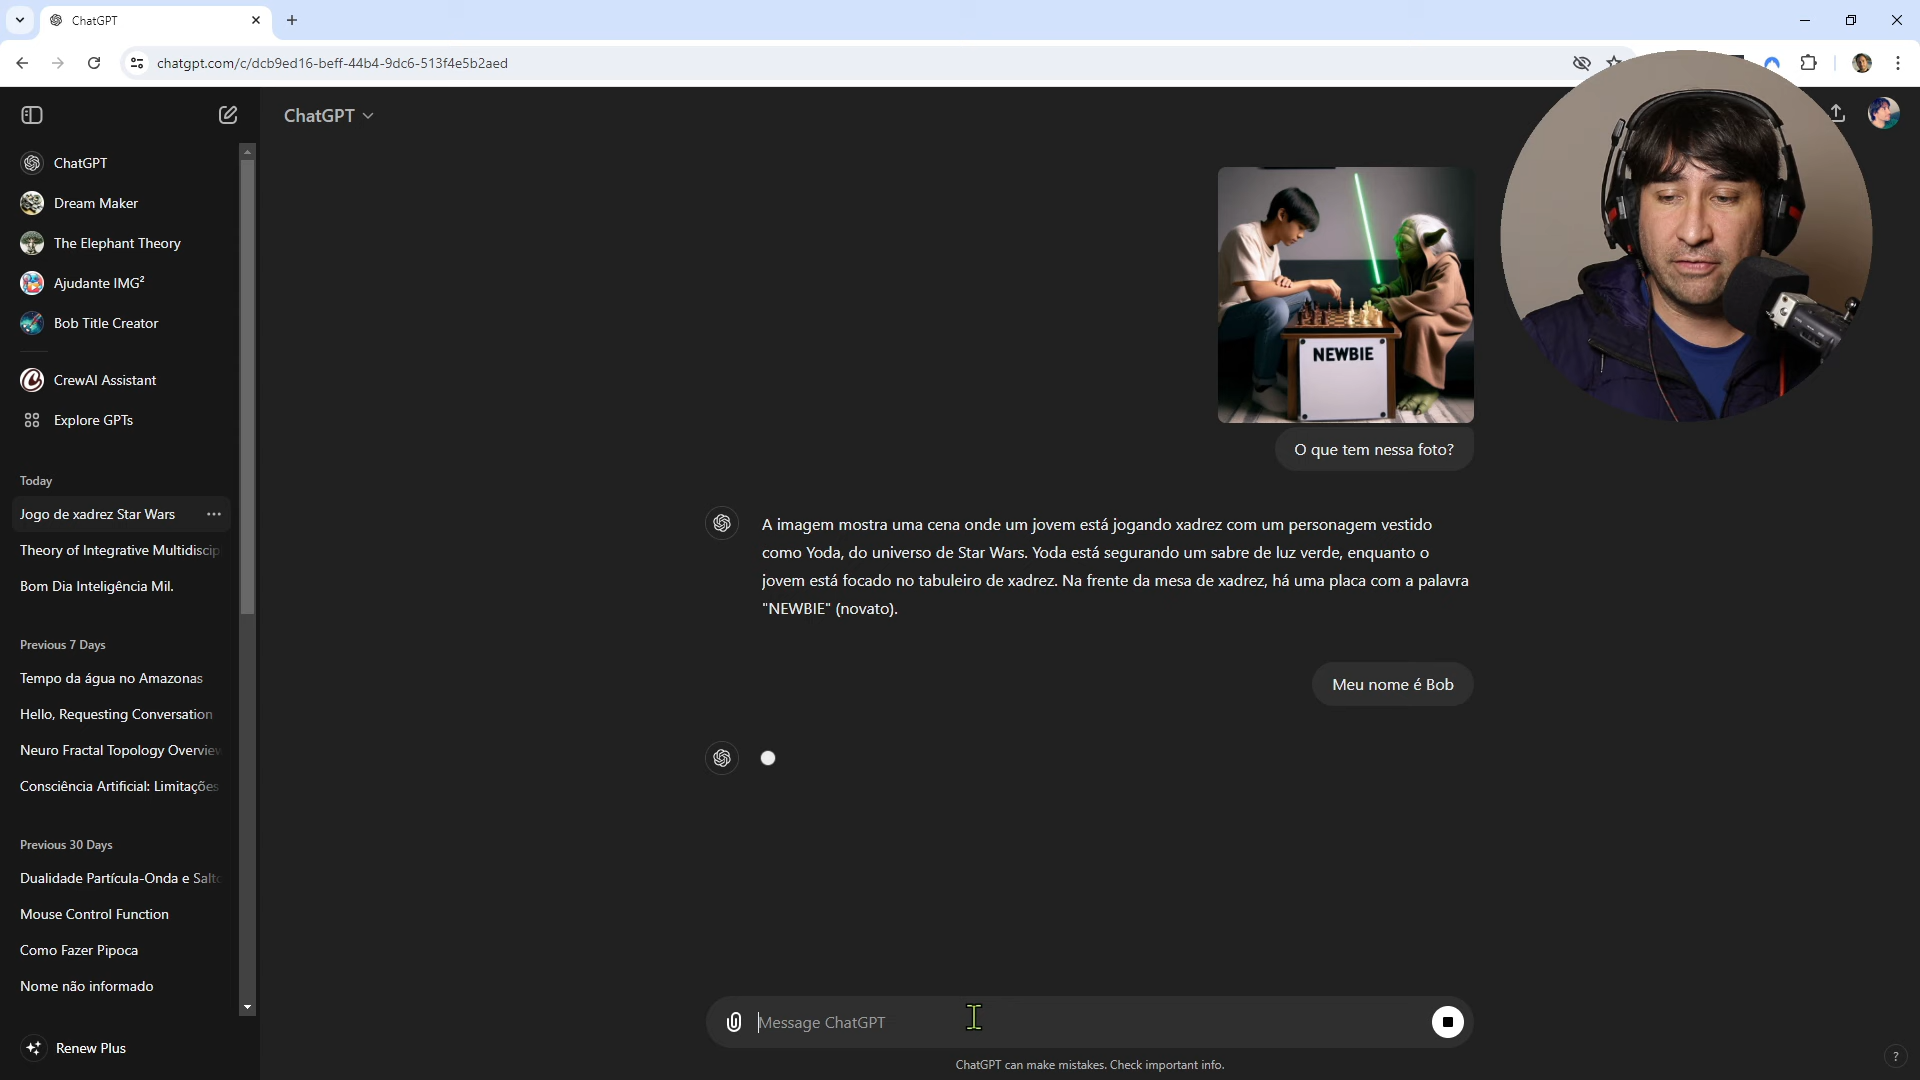 ChatGPT
chatgpt.com/c/dcb9ed16-beff-44b4-9dc6-513f4e5b2aed
ChatGPT
ChatGPT
Dream Maker
The Elephant Theory
Ajudante IMG²
Bob Title Creator
CrewAI Assistant
Explore GPTs
Today
Jogo de xadrez Star Wars
Theory of Integrative Multidiscip
Bom Dia Inteligência Mil.
Previous 7 Days
Tempo da água no Amazonas
Hello, Requesting Conversation
Neuro Fractal Topology Overview
Consciência Artificial: Limitações
Previous 30 Days
Dualidade Partícula-Onda e Salto
Mouse Control Function
Como Fazer Pipoca
Nome não informado
Renew Plus
NEWBIE
O que tem nessa foto?
A imagem mostra uma cena onde um jovem está jogando xadrez com um personagem vestido
como Yoda, do universo de Star Wars. Yoda está segurando um sabre de luz verde, enquanto o
jovem está focado no tabuleiro de xadrez. Na frente da mesa de xadrez, há uma placa com a palavra
"NEWBIE" (novato).
Meu nome é Bob
Message ChatGPT
ChatGPT can make mistakes. Check important info.
?